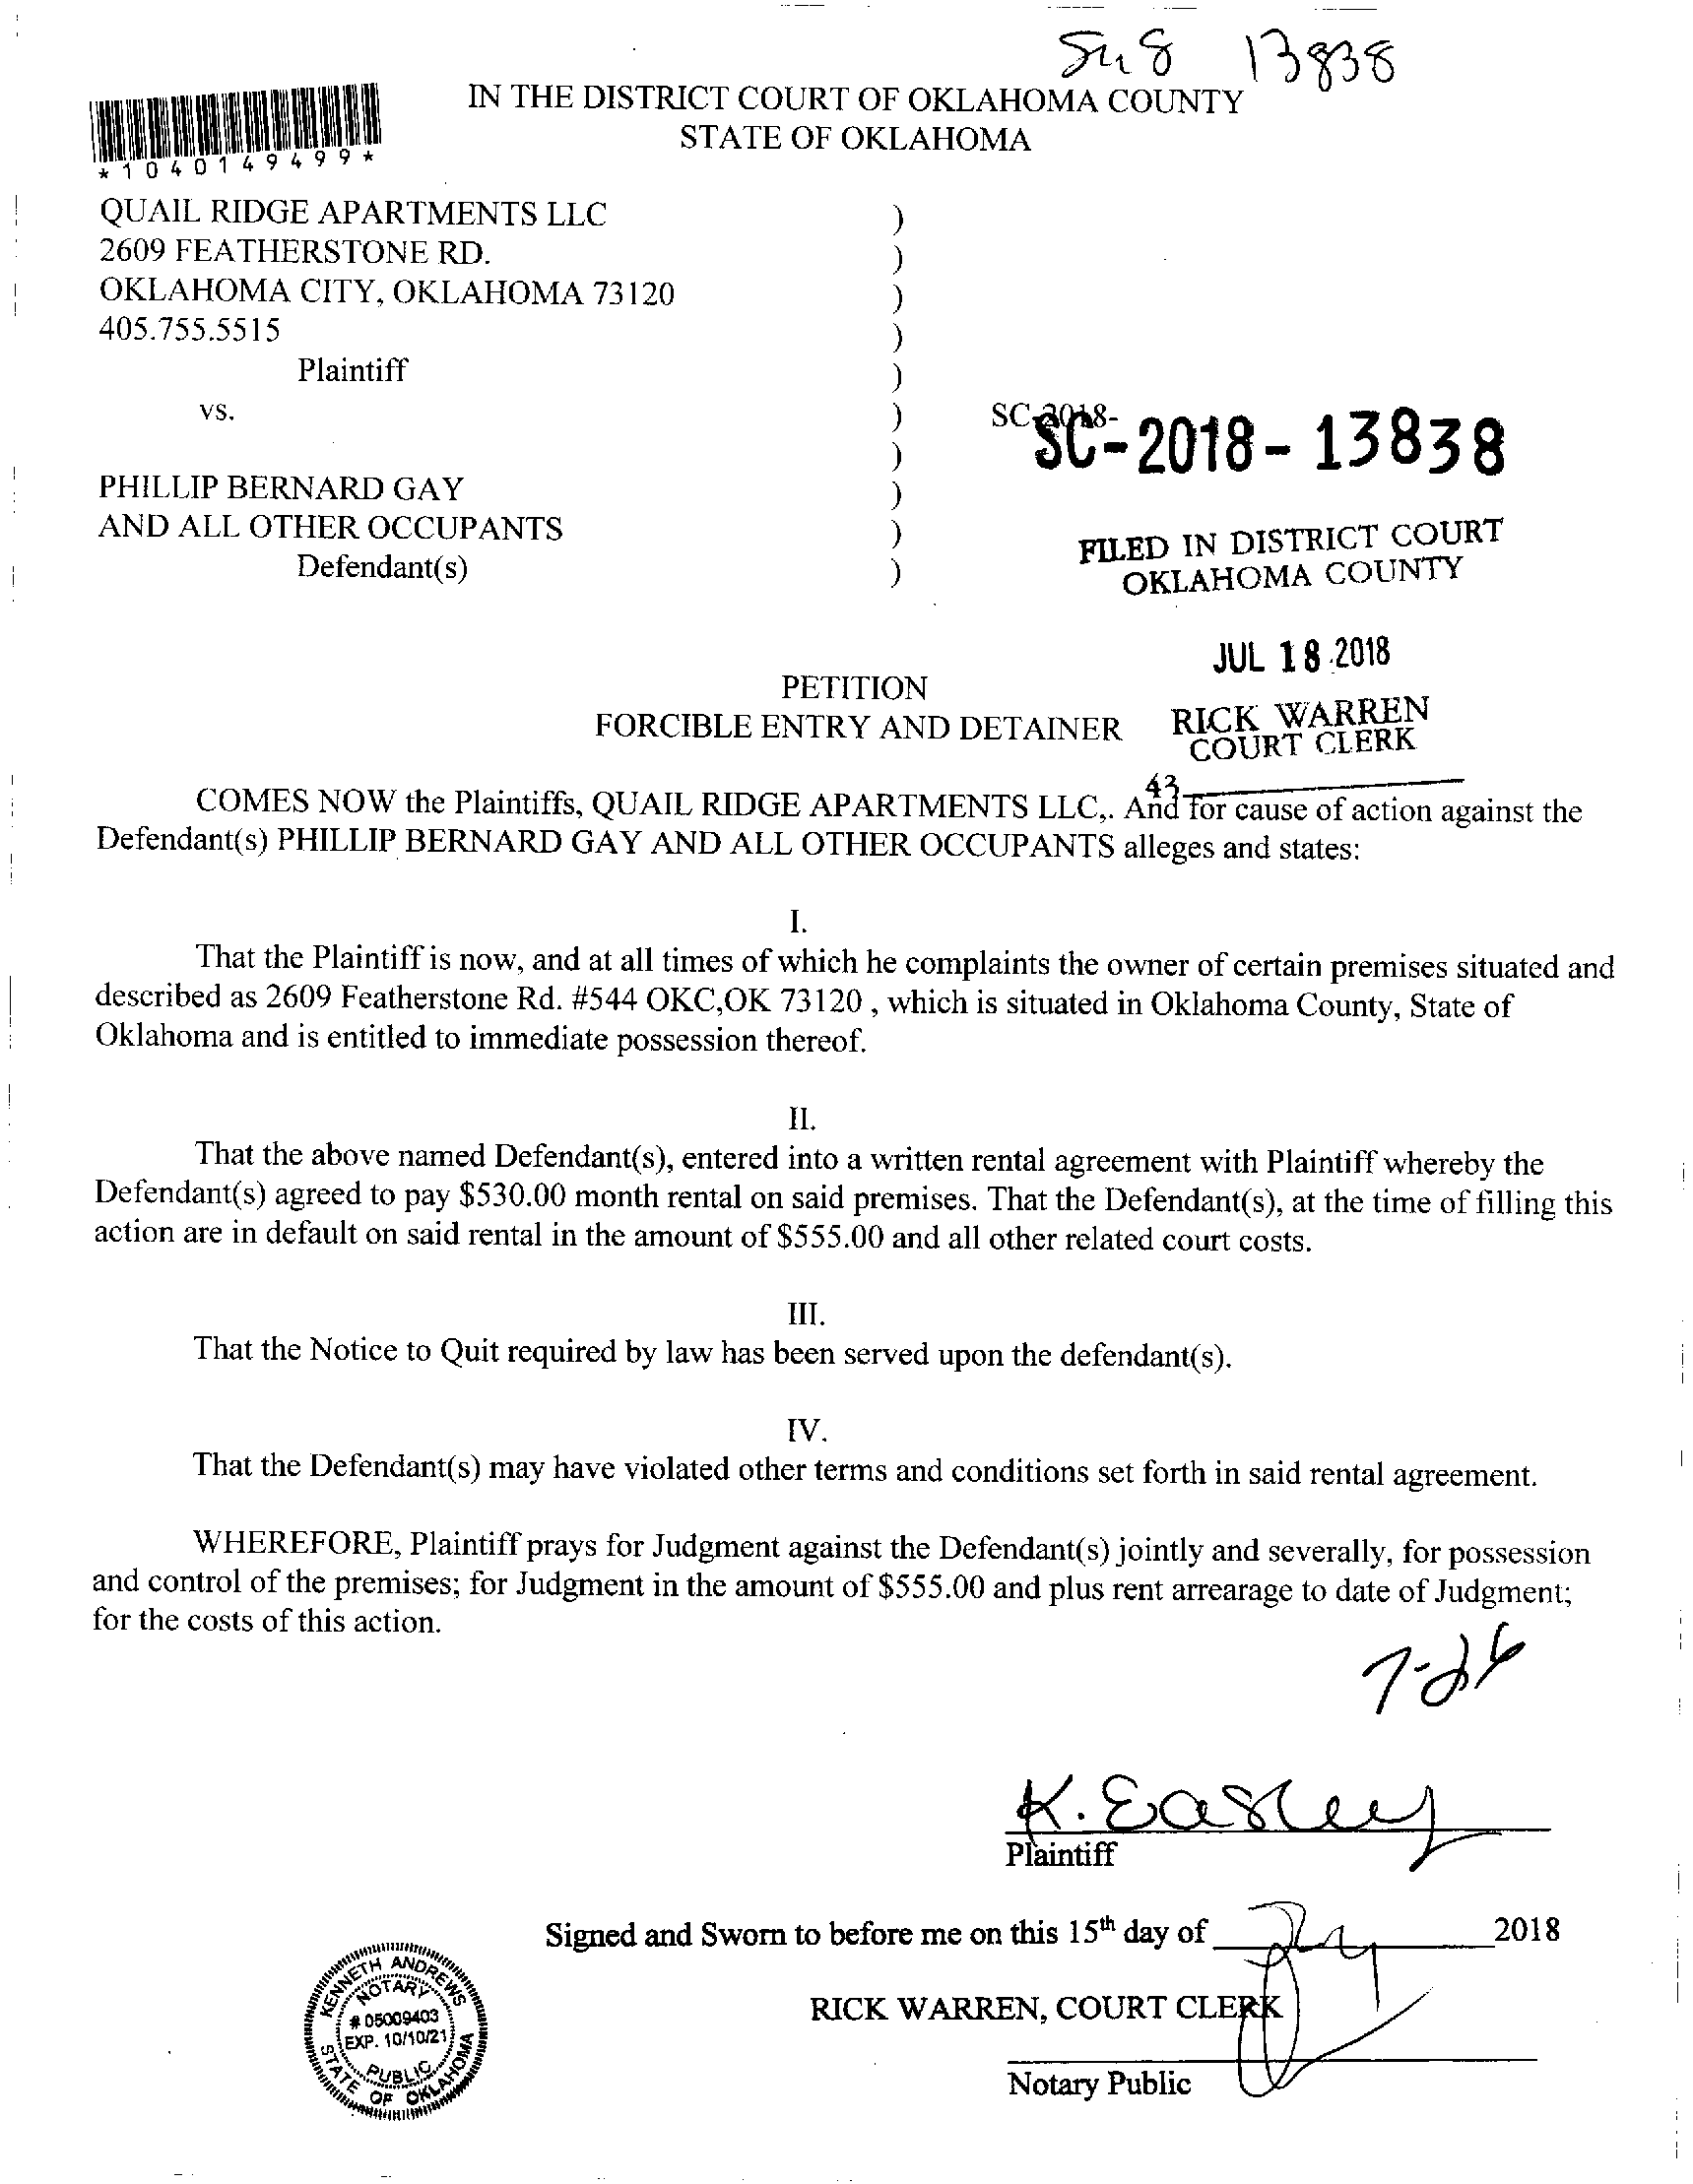 13838
IN THE DISTRICT COURT OF OKLAHOMA COUNTY
STATE OF OKLAHOMA
*1040149499*
QUAIL RIDGE APARTMENTS LLC )
2609 FEATHERSTONE RD. )
OKLAHOMA CITY, OKLAHOMA 73120 )
405.755.5515 )
Plaintiff )
vs. ) SC-2018-
SC-2018-13838
)
PHILLIP BERNARD GAY )
AND ALL OTHER OCCUPANTS )
Defendant(s) )
FILED IN DISTRICT COURT
OKLAHOMA COUNTY
JUL 18 2018
PETITION
FORCIBLE ENTRY AND DETAINER
RICK WARREN
COURT CLERK
43
COMES NOW the Plaintiffs, QUAIL RIDGE APARTMENTS LLC,. And for cause of action against the
Defendant(s) PHILLIP BERNARD GAY AND ALL OTHER OCCUPANTS alleges and states:
I.
That the Plaintiff is now, and at all times of which he complaints the owner of certain premises situated and
described as 2609 Featherstone Rd. #544 OKC,OK 73120 , which is situated in Oklahoma County, State of
Oklahoma and is entitled to immediate possession thereof.
II.
That the above named Defendant(s), entered into a written rental agreement with Plaintiff whereby the
Defendant(s) agreed to pay $530.00 month rental on said premises. That the Defendant(s), at the time of filling this
action are in default on said rental in the amount of $555.00 and all other related court costs.
III.
That the Notice to Quit required by law has been served upon the defendant(s).
IV.
That the Defendant(s) may have violated other terms and conditions set forth in said rental agreement.
WHEREFORE, Plaintiff prays for Judgment against the Defendant(s) jointly and severally, for possession
and control of the premises; for Judgment in the amount of $555.00 and plus rent arrearage to date of Judgment;
for the costs of this action.
7-26
K. Easley
Plaintiff
Signed and Sworn to before me on this 15th day of 2018
RICK WARREN, COURT CLERK
Notary Public
KENNETH ANDREWS
NOTARY
# 05009403
EXP. 10/10/21
PUBLIC
STATE OF OKLAHOMA